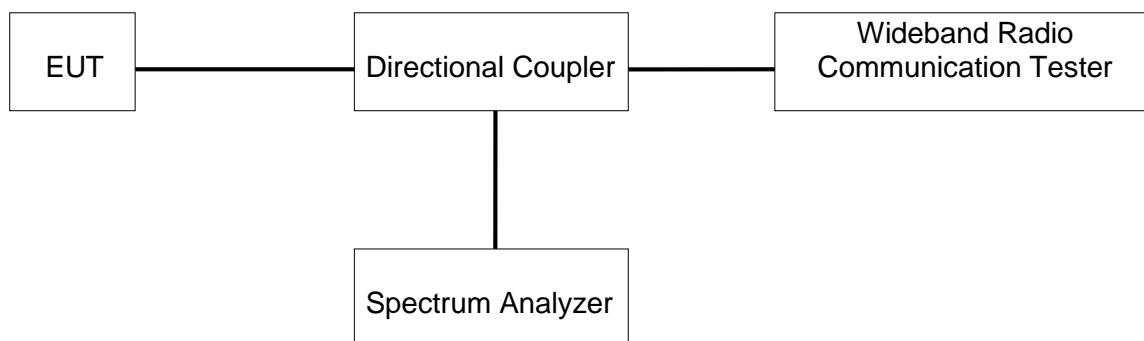 EUT
Directional Coupler
Wideband Radio
Communication Tester
Spectrum Analyzer